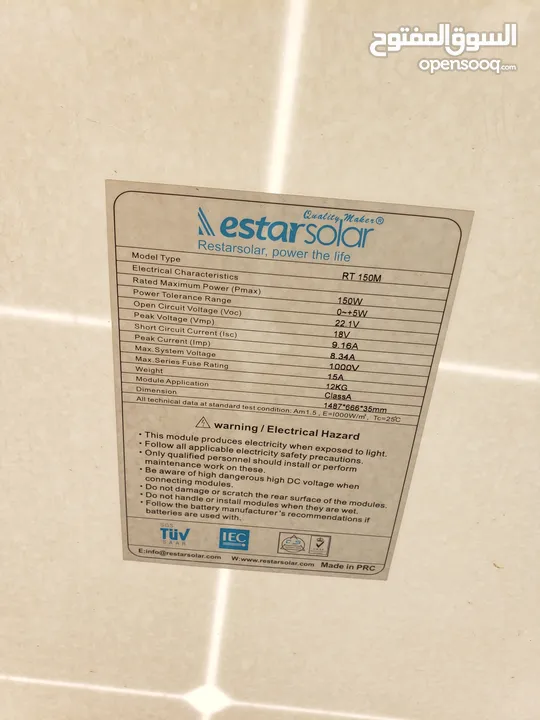 السوق المفتوح
opensooq.com
Quality Maker®
estarsolar
Restarsolar, power the life
Model Type RT 150M
Electrical Characteristics
Rated Maximum Power (Pmax) 150W
Power Tolerance Range 0~+5W
Open Circuit Voltage (Voc) 22.1V
Peak Voltage (Vmp) 18V
Short Circuit Current (Isc) 9.16A
Peak Current (Imp) 8.34A
Max.System Voltage 1000V
Max.Series Fuse Rating 15A
Weight 12KG
Module Application ClassA
Dimension 1487*666*35mm
All technical data at standard test condition: Am1.5 , E=1000W/m², Tc=25℃
warning / Electrical Hazard
• This module produces electricity when exposed to light.
• Follow all applicable electricity safety precautions.
• Only qualified personnel should install or perform
maintenance work on these.
• Be aware of high dangerous high DC voltage when
connecting modules.
• Do not damage or scratch the rear surface of the modules.
• Do not handle or install modules when they are wet.
• Follow the battery manufacturer's recommendations if
batteries are used with.
TÜV
IEC
E:info@restarsolar.com W:www.restarsolar.com Made in PRC